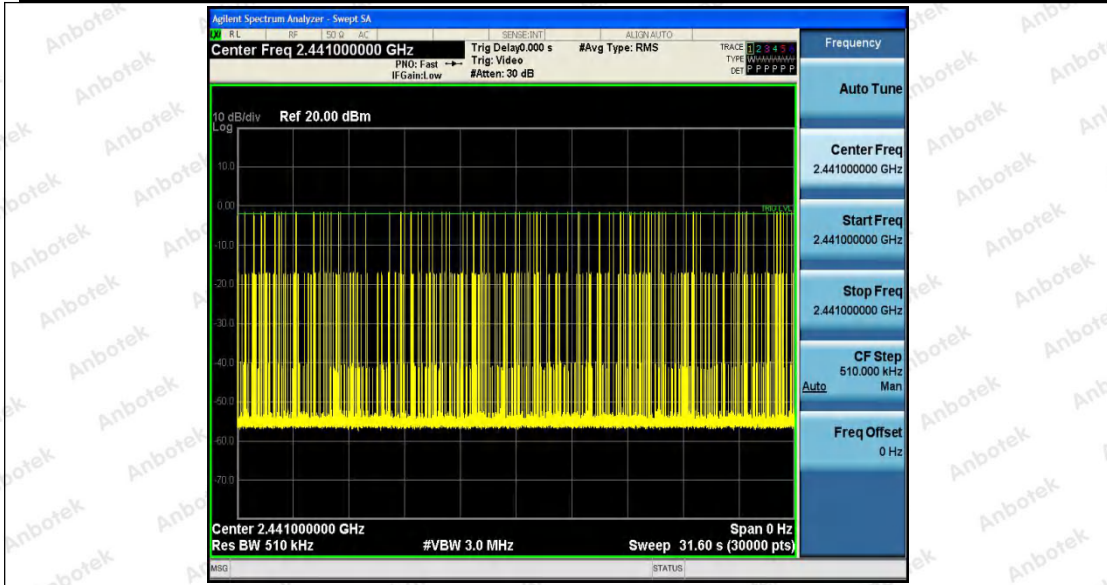 Agilent Spectrum Analyzer - Swept SA
RL RF 50 Ω AC SENSE:INT ALIGN AUTO
Center Freq 2.441000000 GHz
PNO: Fast
IFGain:Low
Trig Delay0.000 s
Trig: Video
#Atten: 30 dB
#Avg Type: RMS
TRACE 1 2 3 4 5 6
TYPE
DET P P P P P P
10 dB/div Ref 20.00 dBm
Log
TRIG LVL
10.0
0.00
-10.0
-20.0
-30.0
-40.0
-50.0
-60.0
-70.0
Center 2.441000000 GHz Span 0 Hz
Res BW 510 kHz #VBW 3.0 MHz Sweep 31.60 s (30000 pts)
MSG STATUS
Frequency
Auto Tune
Center Freq
2.441000000 GHz
Start Freq
2.441000000 GHz
Stop Freq
2.441000000 GHz
CF Step
510.000 kHz
Auto Man
Freq Offset
0 Hz
Anbotek